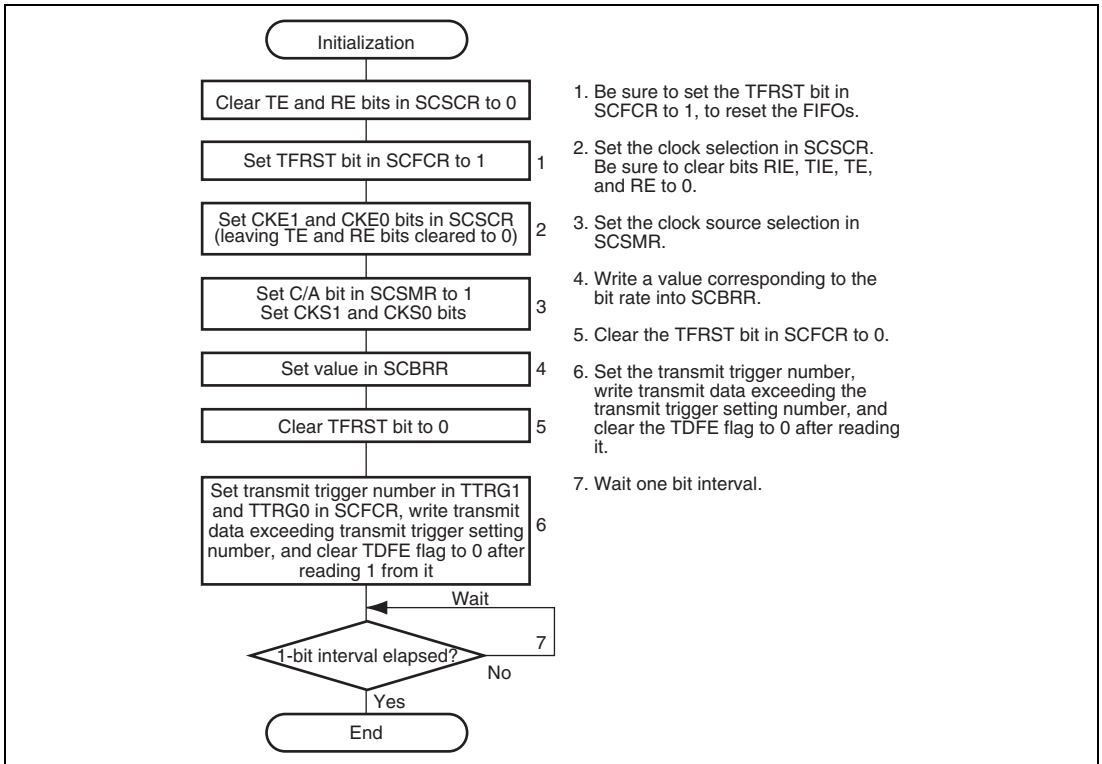 Initialization
Clear TE and RE bits in SCSCR to 0
Set TFRST bit in SCFCR to 1
1
Set CKE1 and CKE0 bits in SCSCR
(leaving TE and RE bits cleared to 0)
2
Set C/A bit in SCSMR to 1
Set CKS1 and CKS0 bits
3
Set value in SCBRR
4
Clear TFRST bit to 0
5
Set transmit trigger number in TTRG1
and TTRG0 in SCFCR, write transmit
data exceeding transmit trigger setting
number, and clear TDFE flag to 0 after
reading 1 from it
6
Wait
1-bit interval elapsed?
7
No
Yes
End
1. Be sure to set the TFRST bit in
SCFCR to 1, to reset the FIFOs.
2. Set the clock selection in SCSCR.
Be sure to clear bits RIE, TIE, TE,
and RE to 0.
3. Set the clock source selection in
SCSMR.
4. Write a value corresponding to the
bit rate into SCBRR.
5. Clear the TFRST bit in SCFCR to 0.
6. Set the transmit trigger number,
write transmit data exceeding the
transmit trigger setting number, and
clear the TDFE flag to 0 after reading
it.
7. Wait one bit interval.